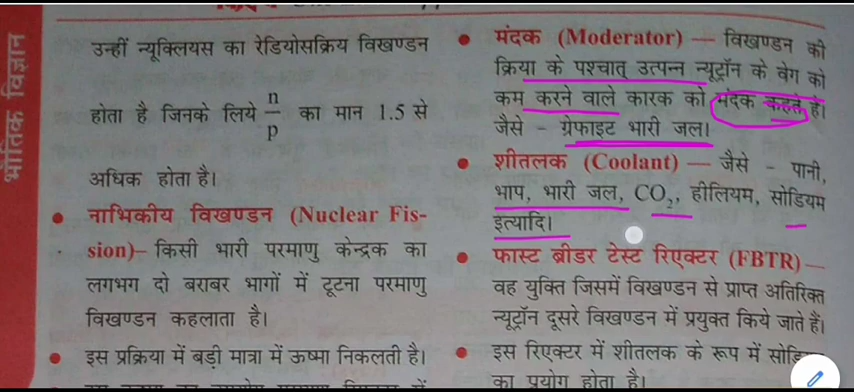 भौतिक विज्ञान
उन्हीं न्यूक्लियस का रेडियोसक्रिय विखण्डन
होता है जिनके लिये n/p का मान 1.5 से
अधिक होता है।
• नाभिकीय विखण्डन (Nuclear Fis-
sion)– किसी भारी परमाणु केन्द्रक का
लगभग दो बराबर भागों में टूटना परमाणु
विखण्डन कहलाता है।
• इस प्रक्रिया में बड़ी मात्रा में ऊष्मा निकलती है।
• मंदक (Moderator) — विखण्डन की
क्रिया के पश्चात् उत्पन्न न्यूट्रॉन के वेग को
कम करने वाले कारक को मंदक कहते हैं।
जैसे - ग्रेफाइट भारी जल।
• शीतलक (Coolant) — जैसे - पानी,
भाप, भारी जल, CO₂, हीलियम, सोडियम
इत्यादि।
• फास्ट ब्रीडर टेस्ट रिएक्टर (FBTR) —
वह युक्ति जिसमें विखण्डन से प्राप्त अतिरिक्त
न्यूट्रॉन दूसरे विखण्डन में प्रयुक्त किये जाते हैं।
• इस रिएक्टर में शीतलक के रूप में
का प्रयोग होता है।